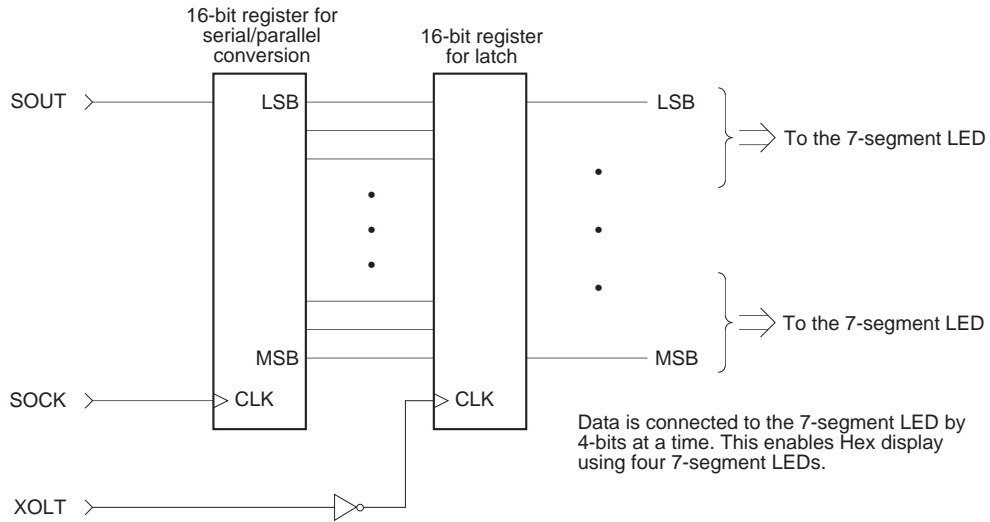 16-bit register for
serial/parallel
conversion
16-bit register
for latch
SOUT
LSB
LSB
To the 7-segment LED
To the 7-segment LED
MSB
MSB
SOCK
CLK
CLK
Data is connected to the 7-segment LED by
4-bits at a time. This enables Hex display
using four 7-segment LEDs.
XOLT